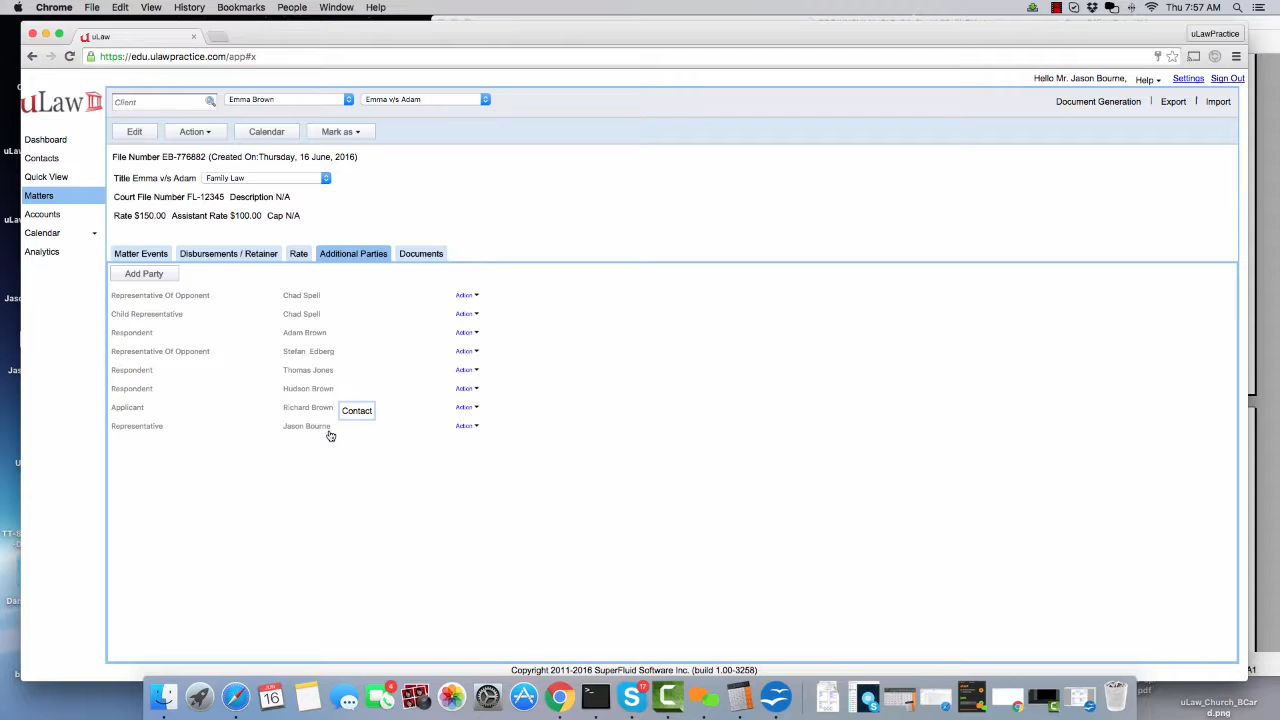 Chrome File Edit View History Bookmarks People Window Help Thu 7:57 AM
uLaw uLawPractice
https://edu.ulawpractice.com/app#x
Hello Mr. Jason Bourne, Help Settings Sign Out
uLaw Client Emma Brown Emma v/s Adam Document Generation Export Import
Edit Action Calendar Mark as
Dashboard
Contacts
Quick View
Matters
Accounts
Calendar
Analytics
File Number EB-776882 (Created On:Thursday, 16 June, 2016)
Title Emma v/s Adam Family Law
Court File Number FL-12345 Description N/A
Rate $150.00 Assistant Rate $100.00 Cap N/A
Matter Events Disbursements / Retainer Rate Additional Parties Documents
Add Party
Representative Of Opponent Chad Spell Action
Child Representative Chad Spell Action
Respondent Adam Brown Action
Representative Of Opponent Stefan Edberg Action
Respondent Thomas Jones Action
Respondent Hudson Brown Action
Applicant Richard Brown Action
Contact
Representative Jason Bourne Action
Copyright 2011-2016 SuperFluid Software Inc. (build 1.00-3258)
uLaw_Church_BCar
d.png